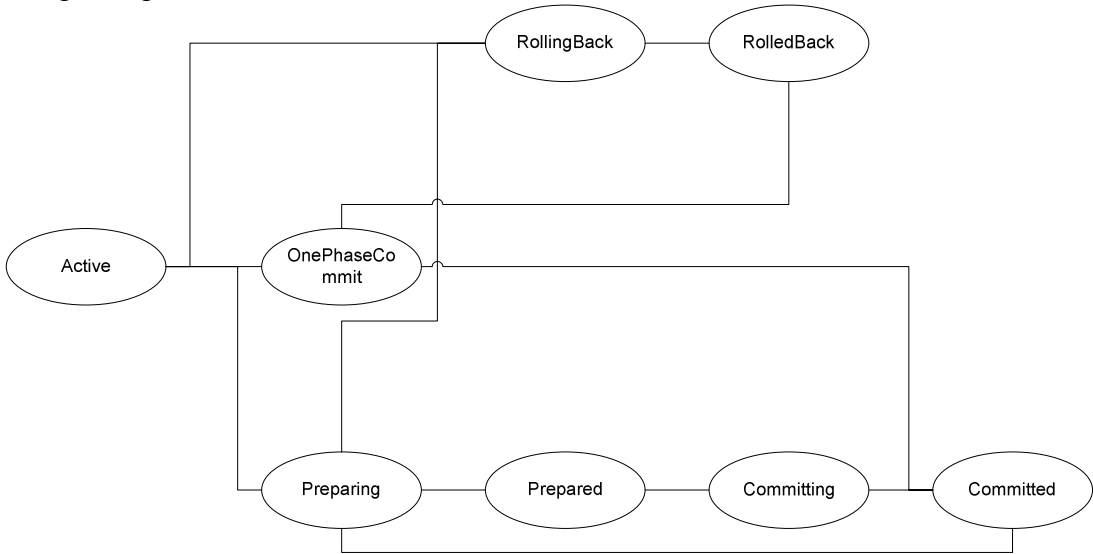 RollingBack
RolledBack
Active
OnePhaseCo
mmit
Preparing
Prepared
Committing
Committed